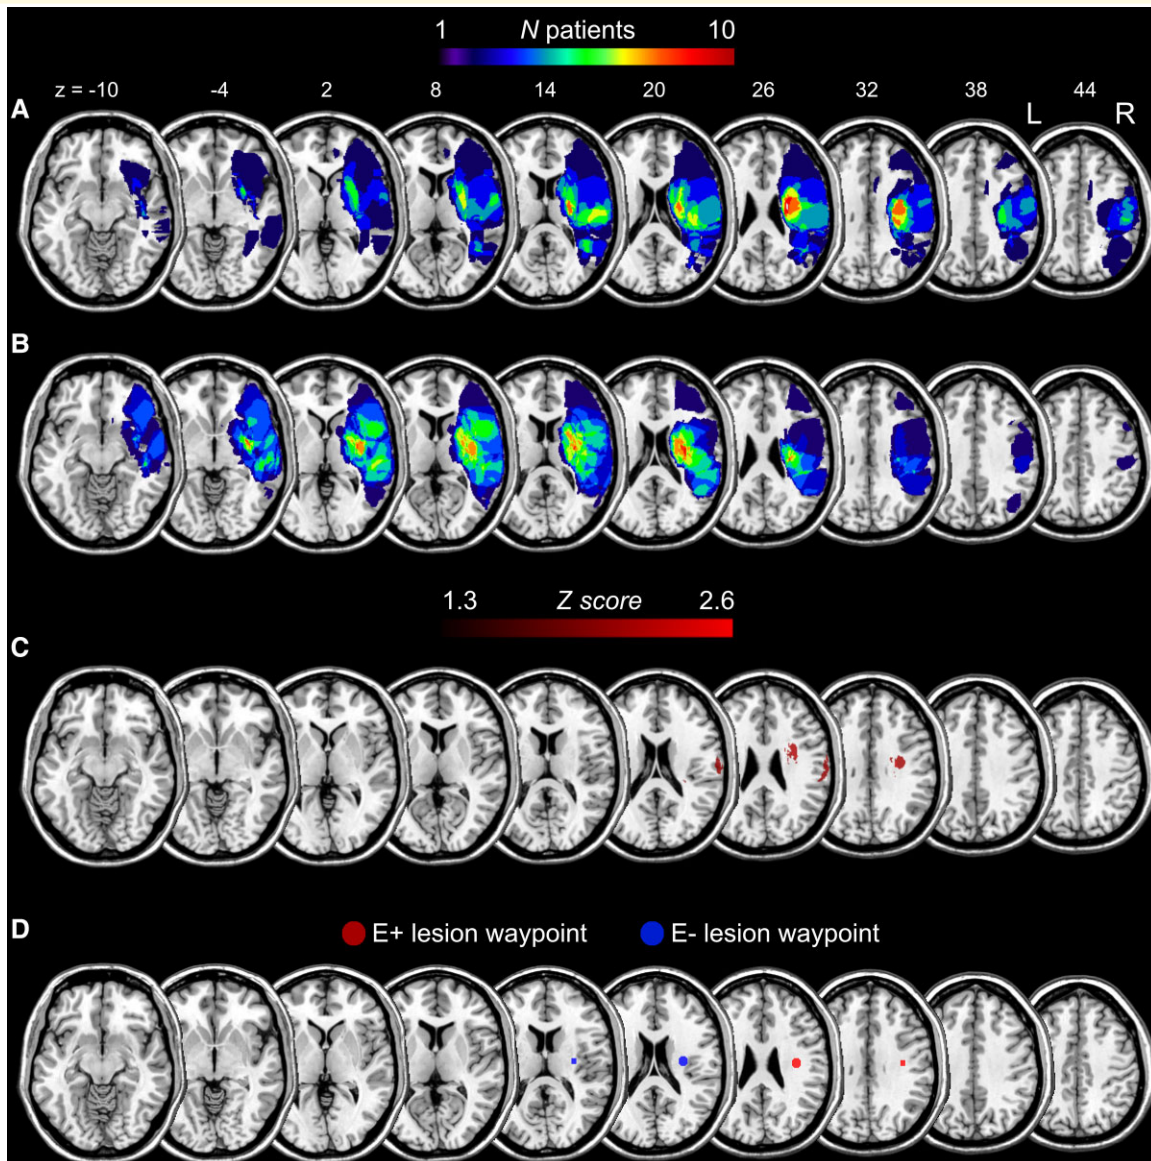 N patients
1 10
z = -10 -4 2 8 14 20 26 32 38 44
A L R
B
Z score
1.3 2.6
C
D
E+ lesion waypoint E- lesion waypoint